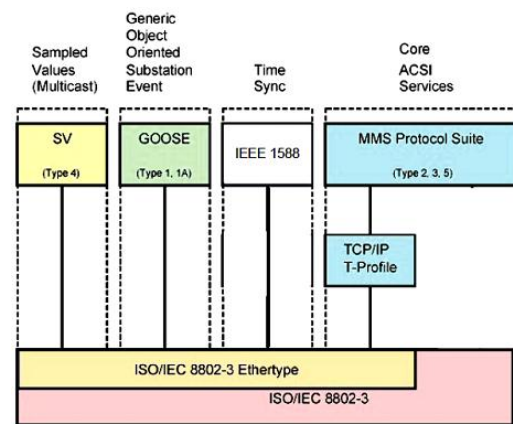 Sampled
Values
(Multicast)
Generic
Object
Oriented
Substation
Event
Time
Sync
Core
ACSI
Services
SV
(Type 4)
GOOSE
(Type 1, 1A)
IEEE 1588
MMS Protocol Suite
(Type 2, 3, 5)
TCP/IP
T-Profile
ISO/IEC 8802-3 Ethertype
ISO/IEC 8802-3